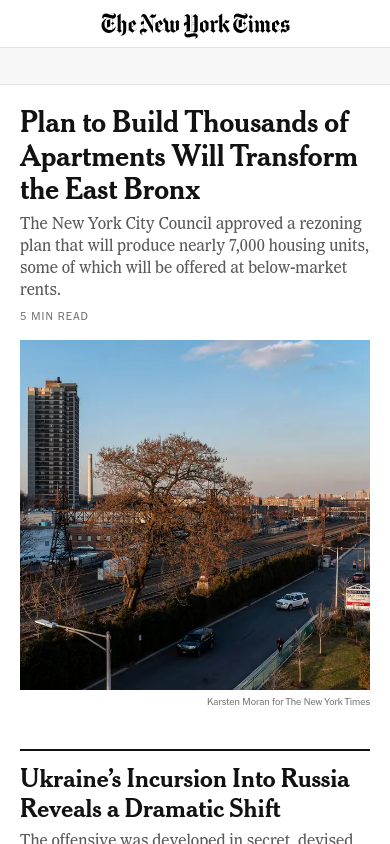 The New York Times
Plan to Build Thousands of
Apartments Will Transform
the East Bronx
The New York City Council approved a rezoning
plan that will produce nearly 7,000 housing units,
some of which will be offered at below-market
rents.
5 MIN READ
Karsten Moran for The New York Times
Ukraine’s Incursion Into Russia
Reveals a Dramatic Shift
The offensive was developed in secret, devised